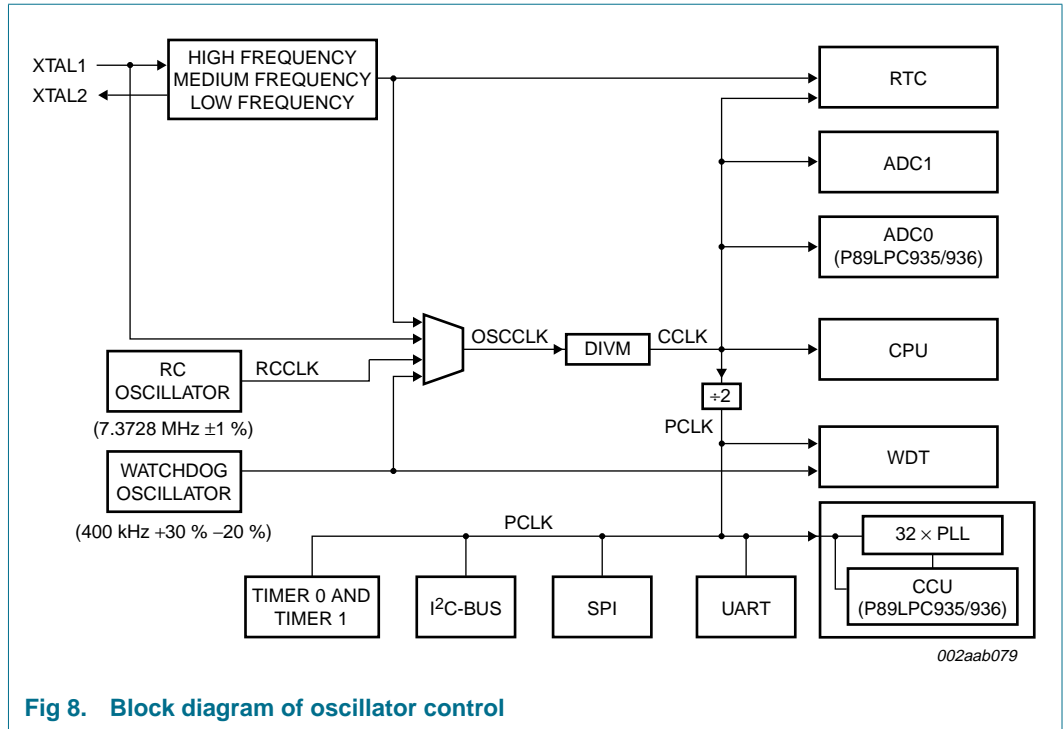 XTAL1
XTAL2
HIGH FREQUENCY
MEDIUM FREQUENCY
LOW FREQUENCY
RTC
ADC1
ADC0
(P89LPC935/936)
OSCCLK
DIVM
CCLK
CPU
RC
OSCILLATOR
RCCLK
(7.3728 MHz ±1 %)
÷2
PCLK
WDT
WATCHDOG
OSCILLATOR
(400 kHz +30 % −20 %)
PCLK
32 × PLL
CCU
(P89LPC935/936)
TIMER 0 AND
TIMER 1
I²C-BUS
SPI
UART
002aab079
Fig 8. Block diagram of oscillator control